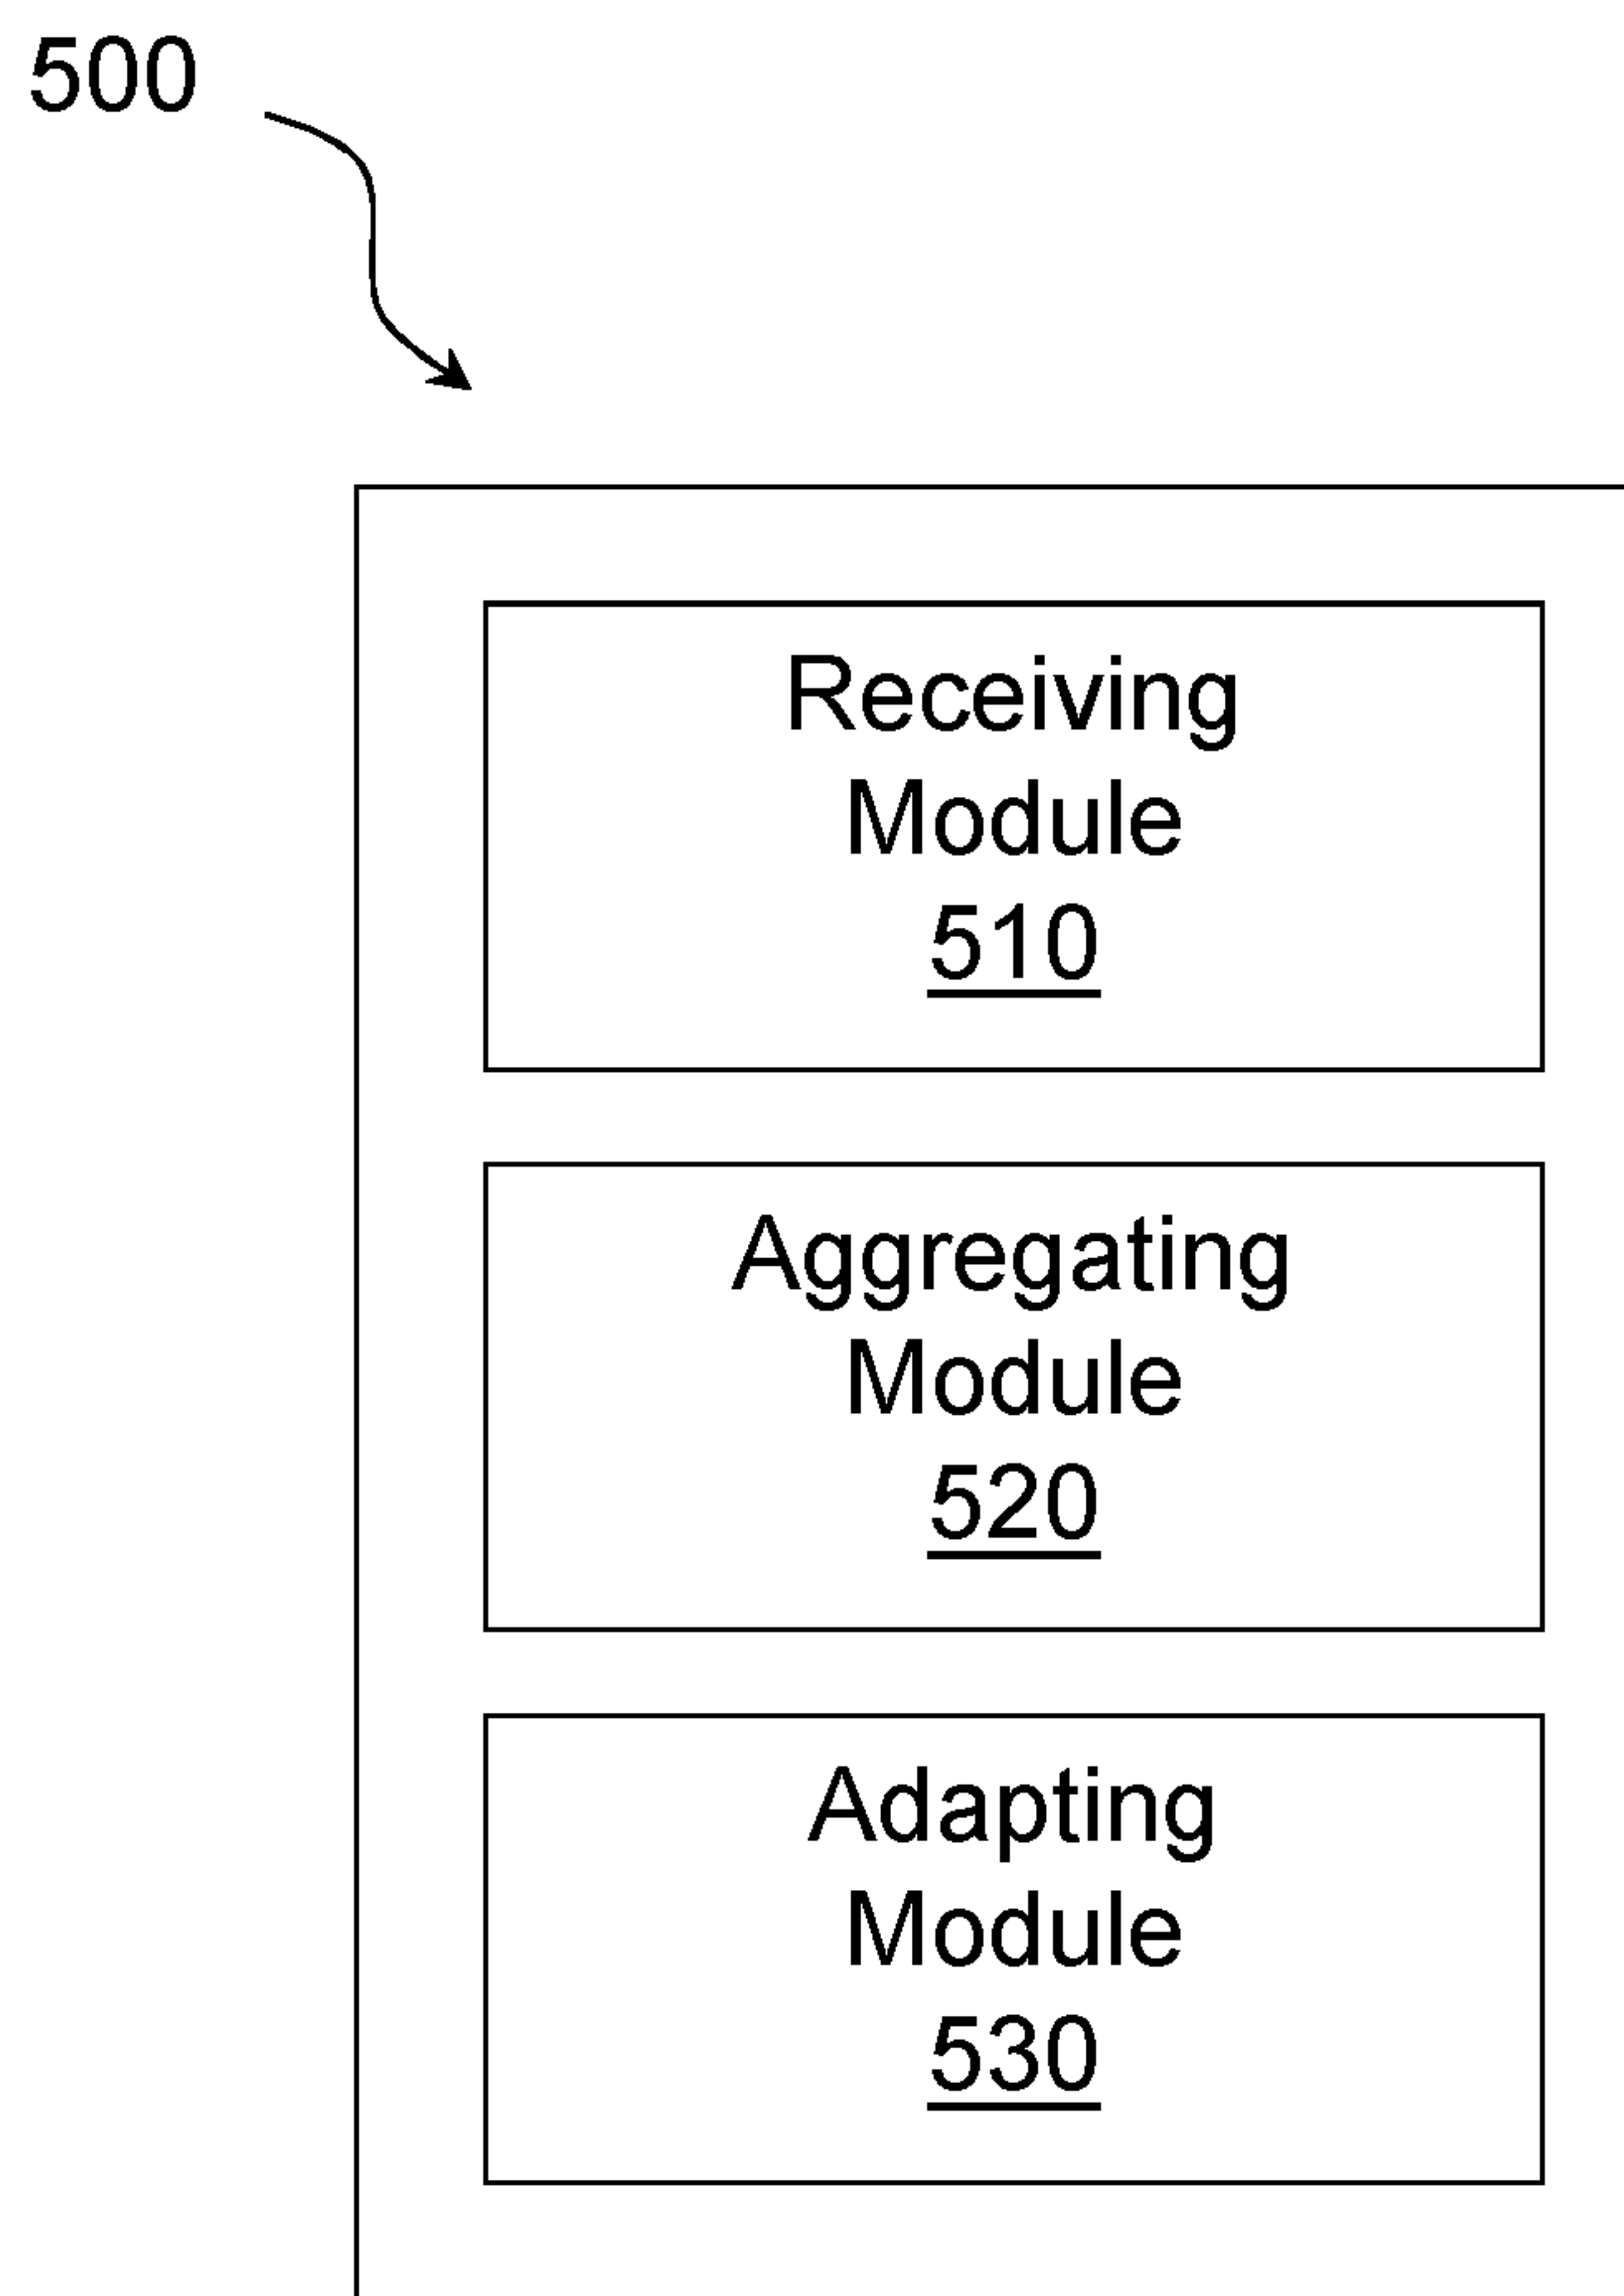 500
Receiving
Module
510
Aggregating
Module
520
Adapting
Module
530